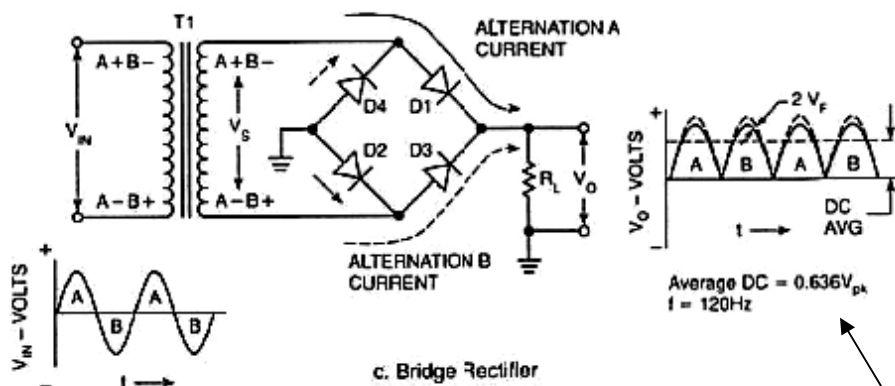 T1
ALTERNATION A
CURRENT
A+B-
A+B-
D4
D1
V_IN
V_S
D2
D3
R_L
V_O
A-B+
A-B+
ALTERNATION B
CURRENT
+
2 V_F
A
B
A
B
V_O - VOLTS
DC
AVG
t
-
Average DC = 0.636V_pk
f = 120Hz
+
A
A
B
B
V_IN - VOLTS
-
t
c. Bridge Rectifier